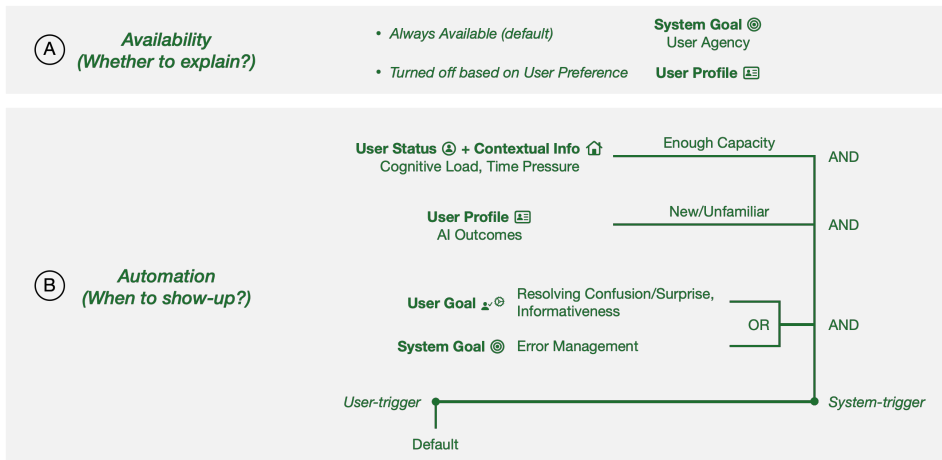 A
Availability
(Whether to explain?)
• Always Available (default)
System Goal
User Agency
• Turned off based on User Preference
User Profile
B
Automation
(When to show-up?)
User Status + Contextual Info
Cognitive Load, Time Pressure
Enough Capacity
AND
User Profile
AI Outcomes
New/Unfamiliar
AND
User Goal
Resolving Confusion/Surprise,
Informativeness
OR
AND
System Goal
Error Management
User-trigger
System-trigger
Default